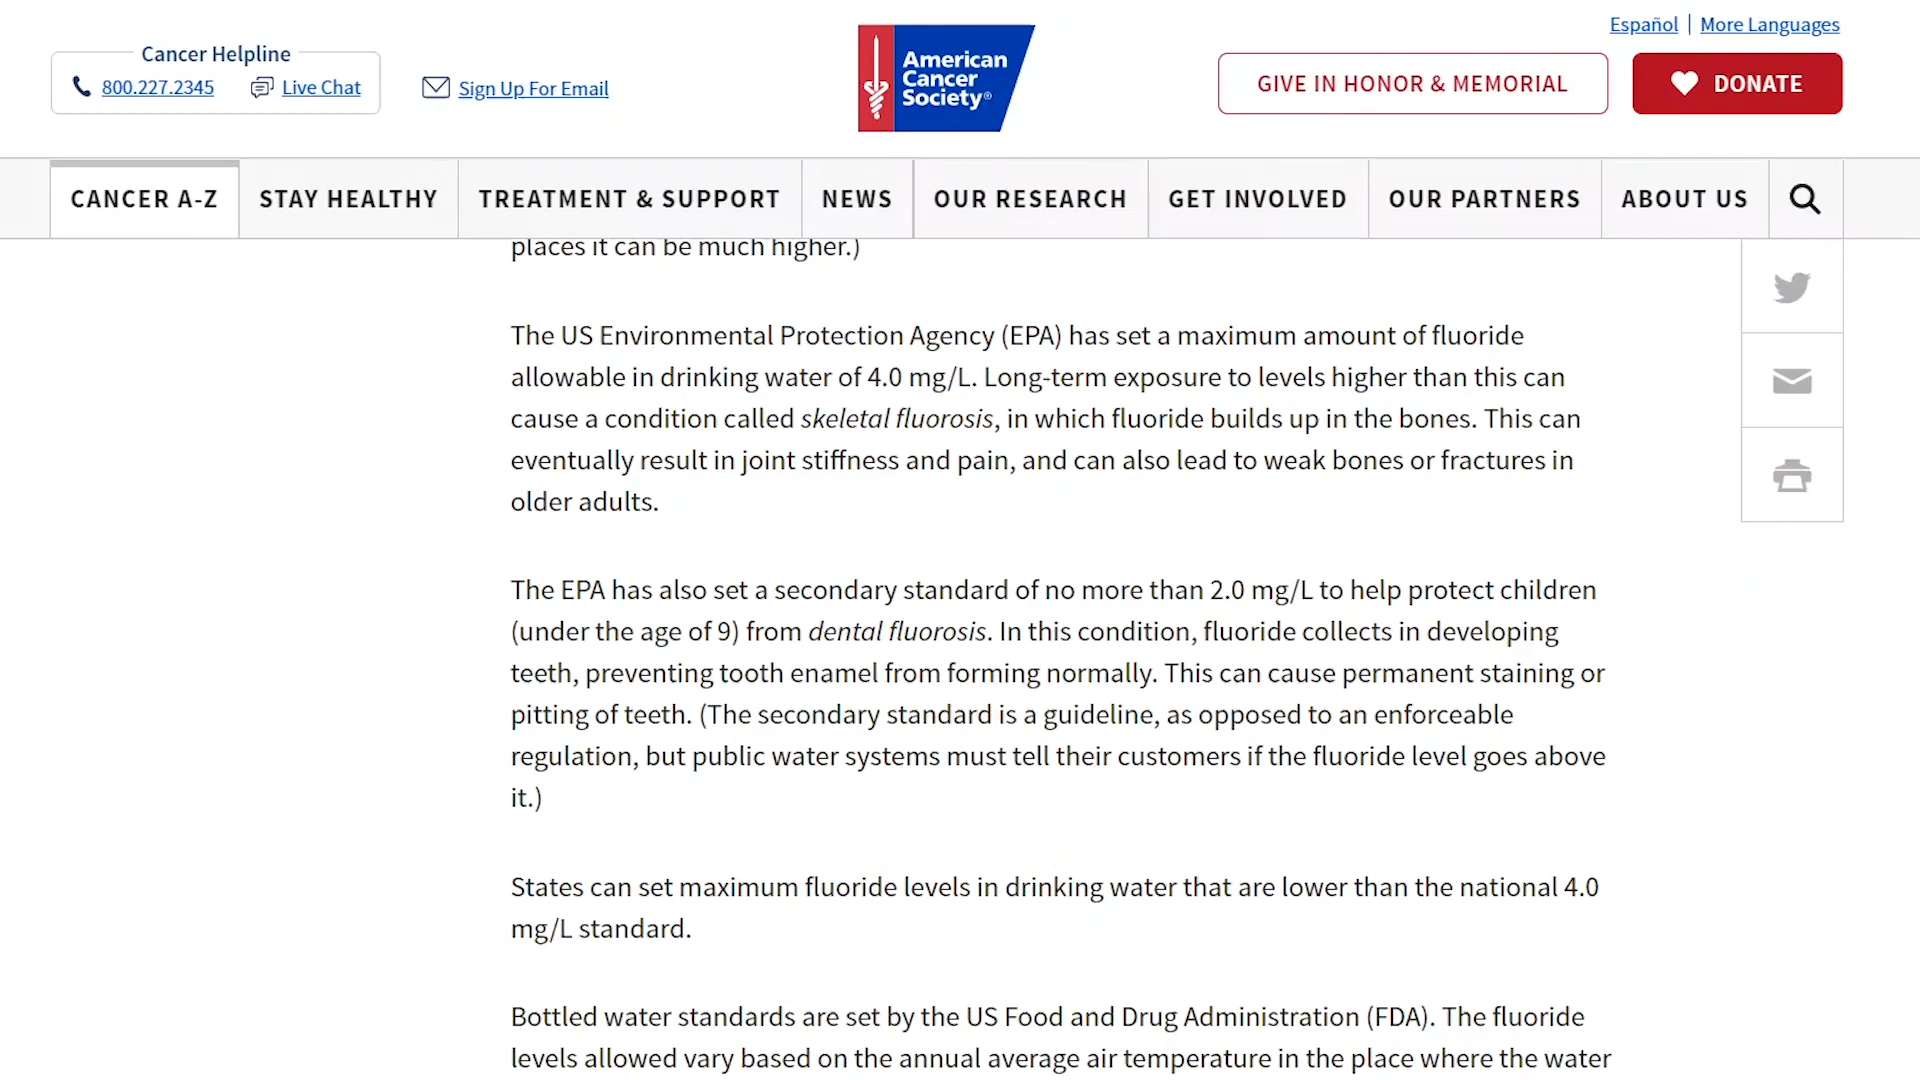 Español | More Languages
Cancer Helpline
800.227.2345 Live Chat
Sign Up For Email
American
Cancer
Society®
GIVE IN HONOR & MEMORIAL
DONATE
CANCER A-Z STAY HEALTHY TREATMENT & SUPPORT NEWS OUR RESEARCH GET INVOLVED OUR PARTNERS ABOUT US
places it can be much higher.)
The US Environmental Protection Agency (EPA) has set a maximum amount of fluoride
allowable in drinking water of 4.0 mg/L. Long-term exposure to levels higher than this can
cause a condition called skeletal fluorosis, in which fluoride builds up in the bones. This can
eventually result in joint stiffness and pain, and can also lead to weak bones or fractures in
older adults.
The EPA has also set a secondary standard of no more than 2.0 mg/L to help protect children
(under the age of 9) from dental fluorosis. In this condition, fluoride collects in developing
teeth, preventing tooth enamel from forming normally. This can cause permanent staining or
pitting of teeth. (The secondary standard is a guideline, as opposed to an enforceable
regulation, but public water systems must tell their customers if the fluoride level goes above
it.)
States can set maximum fluoride levels in drinking water that are lower than the national 4.0
mg/L standard.
Bottled water standards are set by the US Food and Drug Administration (FDA). The fluoride
levels allowed vary based on the annual average air temperature in the place where the water